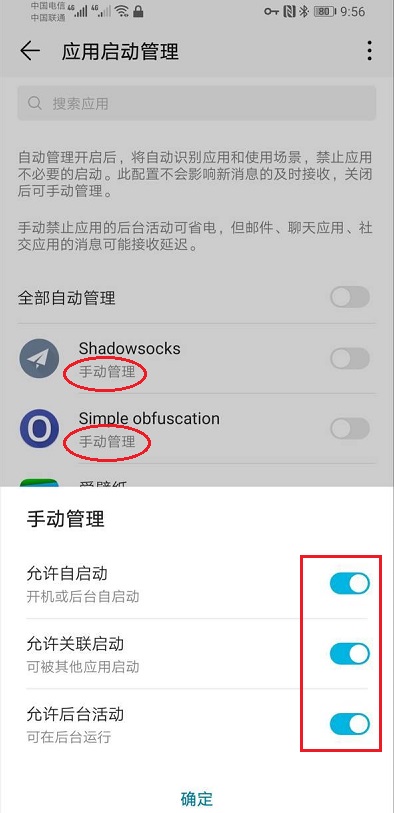 中国电信 4G 4G
中国联通
80 9:56
应用启动管理
搜索应用
自动管理开启后，将自动识别应用和使用场景，禁止应用
不必要的启动。此配置不会影响新消息的及时接收，关闭
后可手动管理。
手动禁止应用的后台活动可省电，但邮件、聊天应用、社
交应用的消息可能接收延迟。
全部自动管理
Shadowsocks
手动管理
Simple obfuscation
手动管理
爱壁纸
手动管理
允许自启动
开机或后台自启动
允许关联启动
可被其他应用启动
允许后台活动
可在后台运行
确定